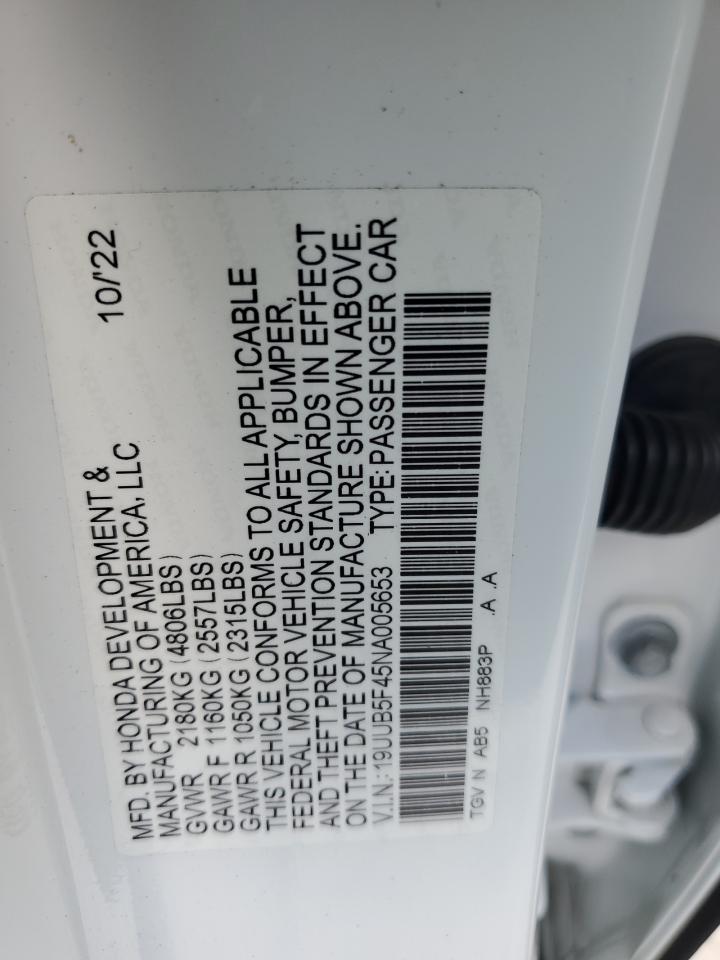 MFD. BY HONDA DEVELOPMENT & 10/'22
MANUFACTURING OF AMERICA, LLC
GVWR 2180KG (4806LBS)
GAWR F 1160KG (2557LBS)
GAWR R 1050KG (2315LBS)
THIS VEHICLE CONFORMS TO ALL APPLICABLE
FEDERAL MOTOR VEHICLE SAFETY, BUMPER,
AND THEFT PREVENTION STANDARDS IN EFFECT
ON THE DATE OF MANUFACTURE SHOWN ABOVE.
V.I.N.: 19UUB5F45NA005653 TYPE: PASSENGER CAR
TGV N AB5 NH883P .A .A